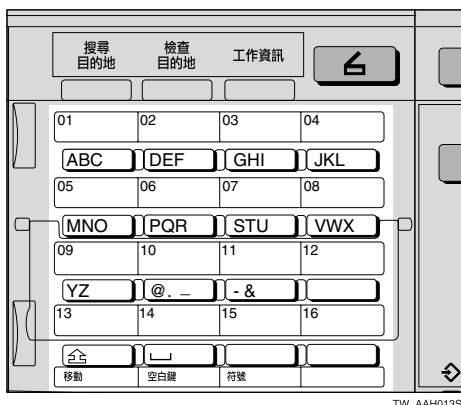 搜尋 檢查 工作資訊
目的地 目的地
01 02 03 04
ABC DEF GHI JKL
05 06 07 08
MNO PQR STU VWX
09 10 11 12
YZ @. _ - &
13 14 15 16
移動 空白鍵 符號
TW_AAH013S